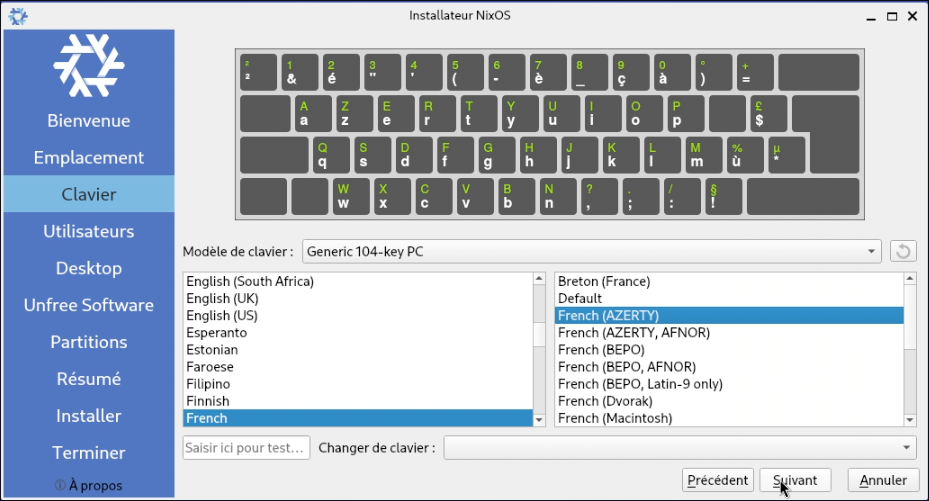 Installateur NixOS
Bienvenue
Emplacement
Clavier
Utilisateurs
Desktop
Unfree Software
Partitions
Résumé
Installer
Terminer
À propos
² 1 2 3 4 5 6 7 8 9 0 ° +
² & é " ' ( - è _ ç à ) =
A Z E R T Y U I O P £
a z e r t y u i o p $
Q S D F G H J K L M % µ
q s d f g h j k l m ù *
W X C V B N ? . / §
w x c v b n , ; : !
Modèle de clavier : Generic 104-key PC
English (South Africa)
English (UK)
English (US)
Esperanto
Estonian
Faroese
Filipino
Finnish
French
Breton (France)
Default
French (AZERTY)
French (AZERTY, AFNOR)
French (BEPO)
French (BEPO, AFNOR)
French (BEPO, Latin-9 only)
French (Dvorak)
French (Macintosh)
Saisir ici pour test... Changer de clavier :
Précédent Suivant Annuler